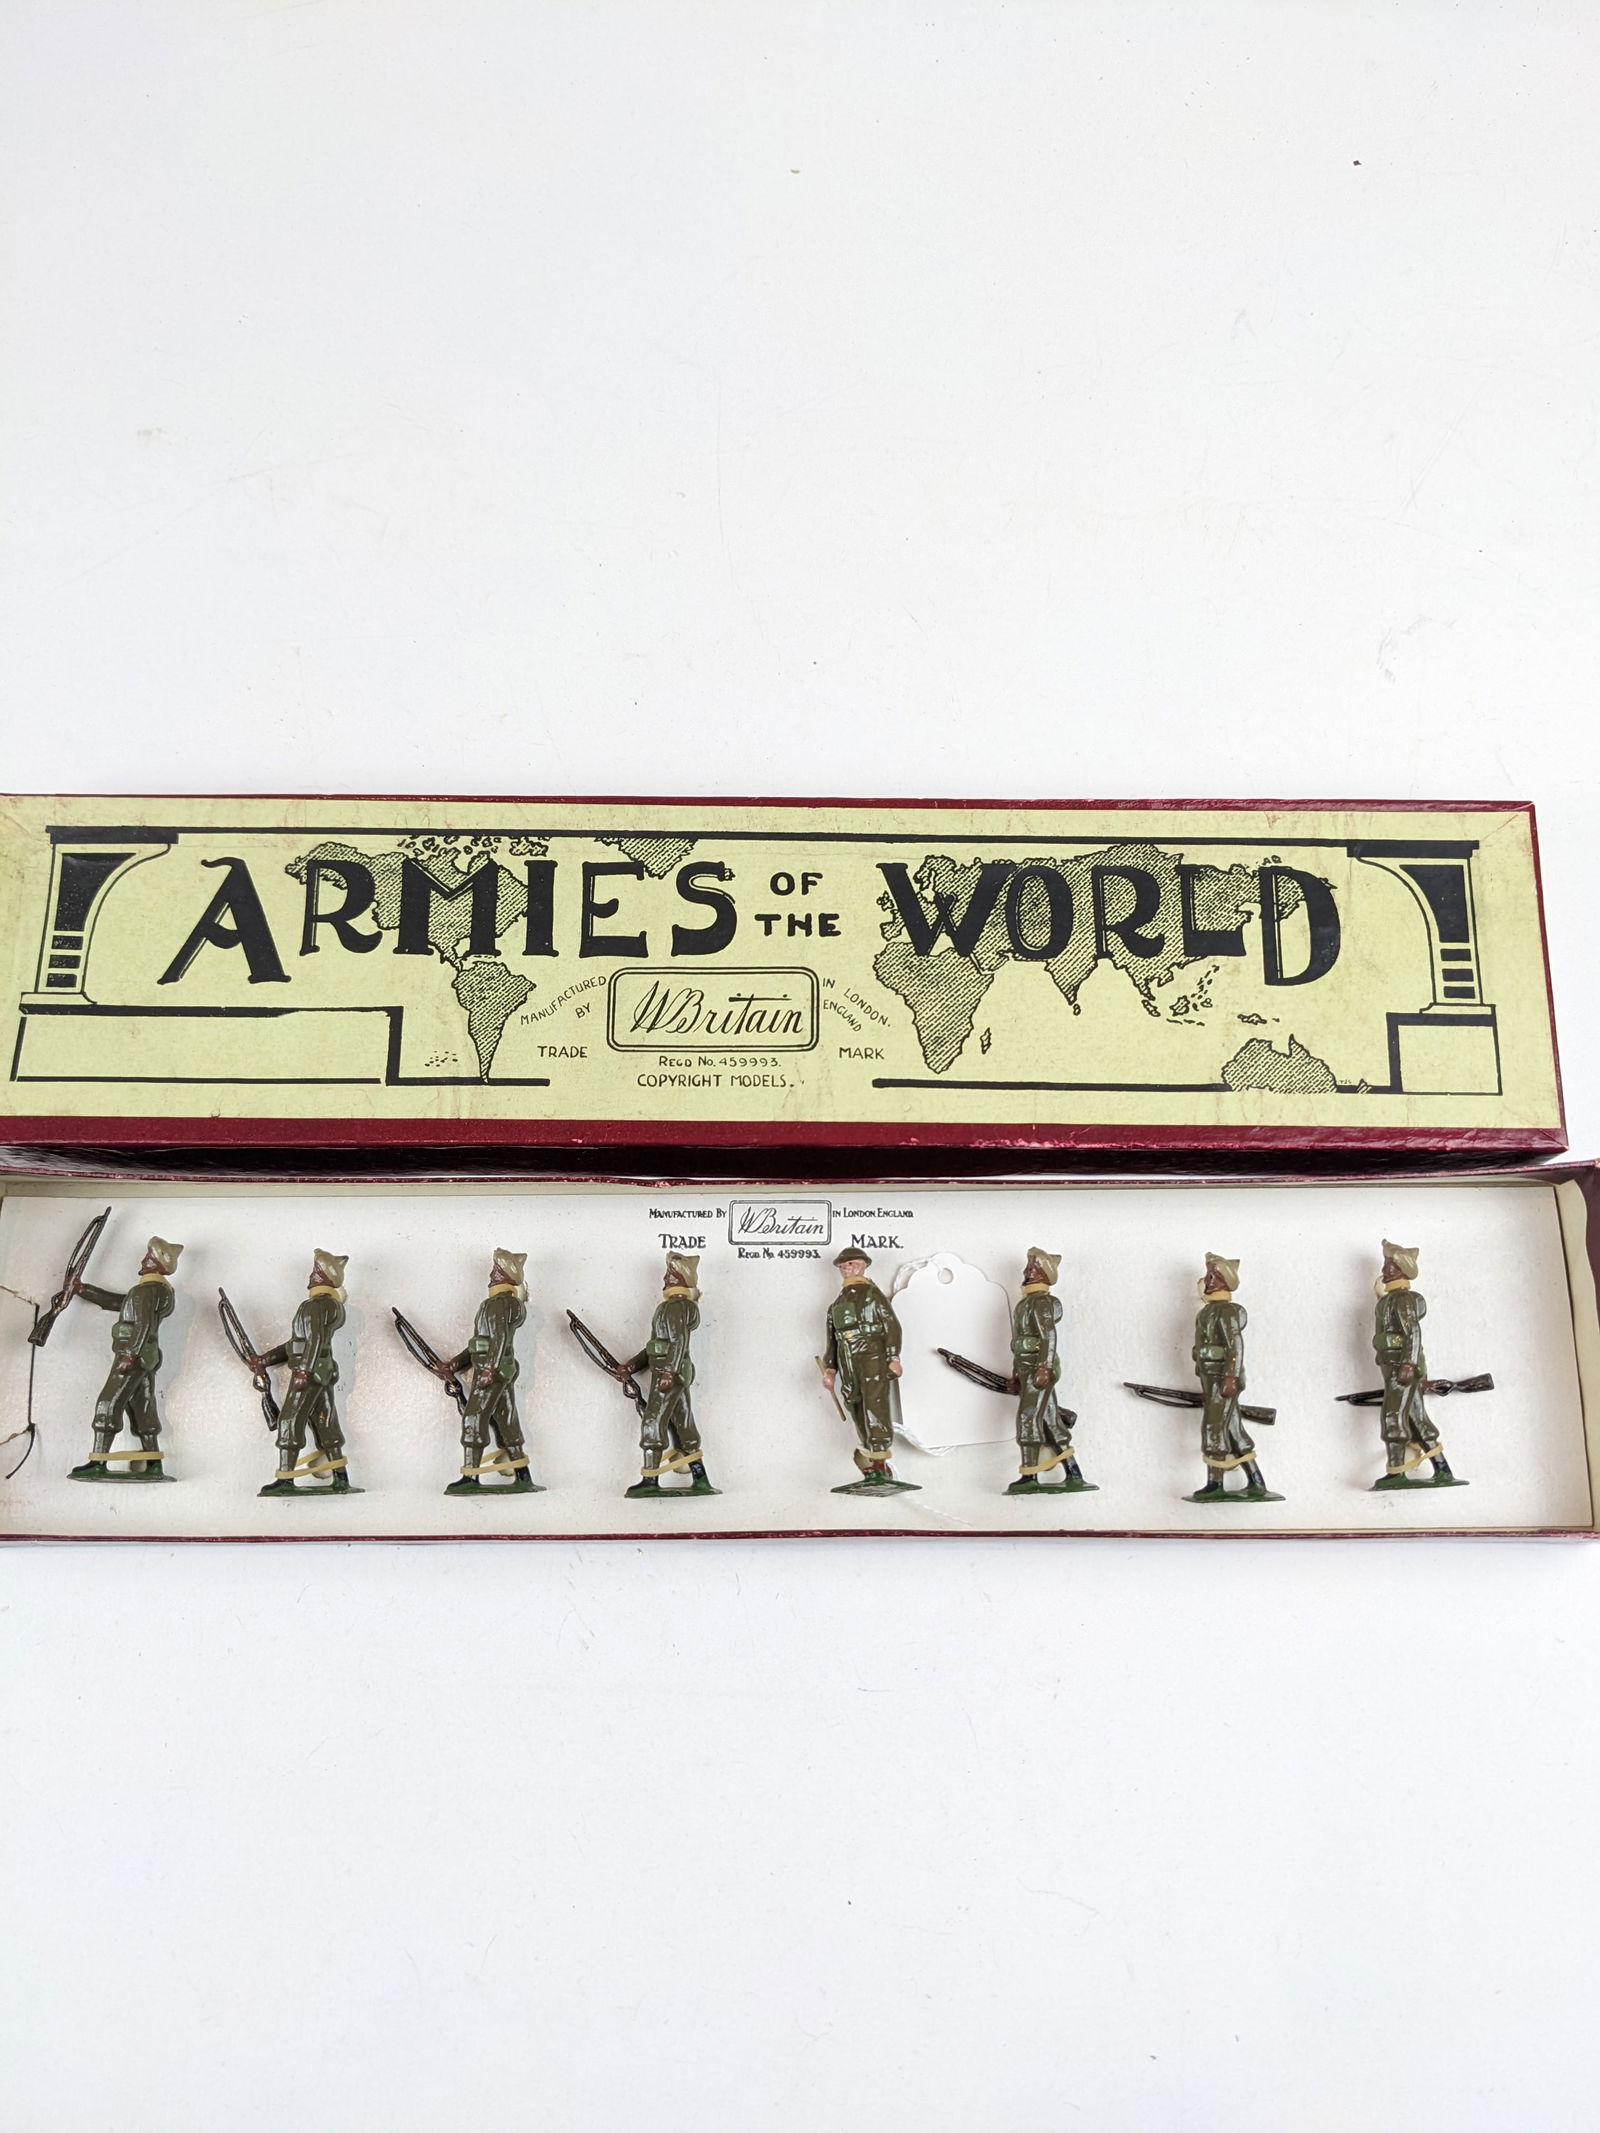 ARMIES OF THE WORLD
MANUFACTURED BY
W Britain
IN LONDON. ENGLAND
TRADE MARK
REGD No. 459993.
COPYRIGHT MODELS.
MANUFACTURED BY W Britain IN LONDON. ENGLAND
TRADE MARK.
REGD. No. 459993.